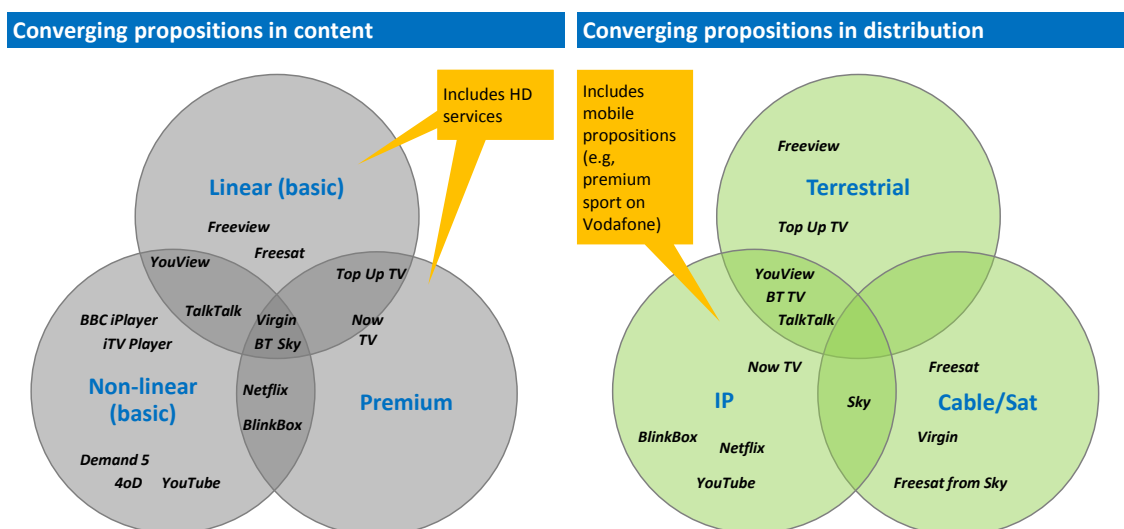 Converging propositions in content
Includes HD
services
Linear (basic)
Freeview
Freesat
YouView
Top Up TV
TalkTalk
Virgin
BT Sky
Now
TV
BBC iPlayer
iTV Player
Non-linear
(basic)
Netflix
BlinkBox
Premium
Demand 5
4oD
YouTube
Converging propositions in distribution
Includes
mobile
propositions
(e.g,
premium
sport on
Vodafone)
Freeview
Terrestrial
Top Up TV
YouView
BT TV
TalkTalk
Now TV
IP
BlinkBox
Netflix
YouTube
Sky
Freesat
Cable/Sat
Virgin
Freesat from Sky